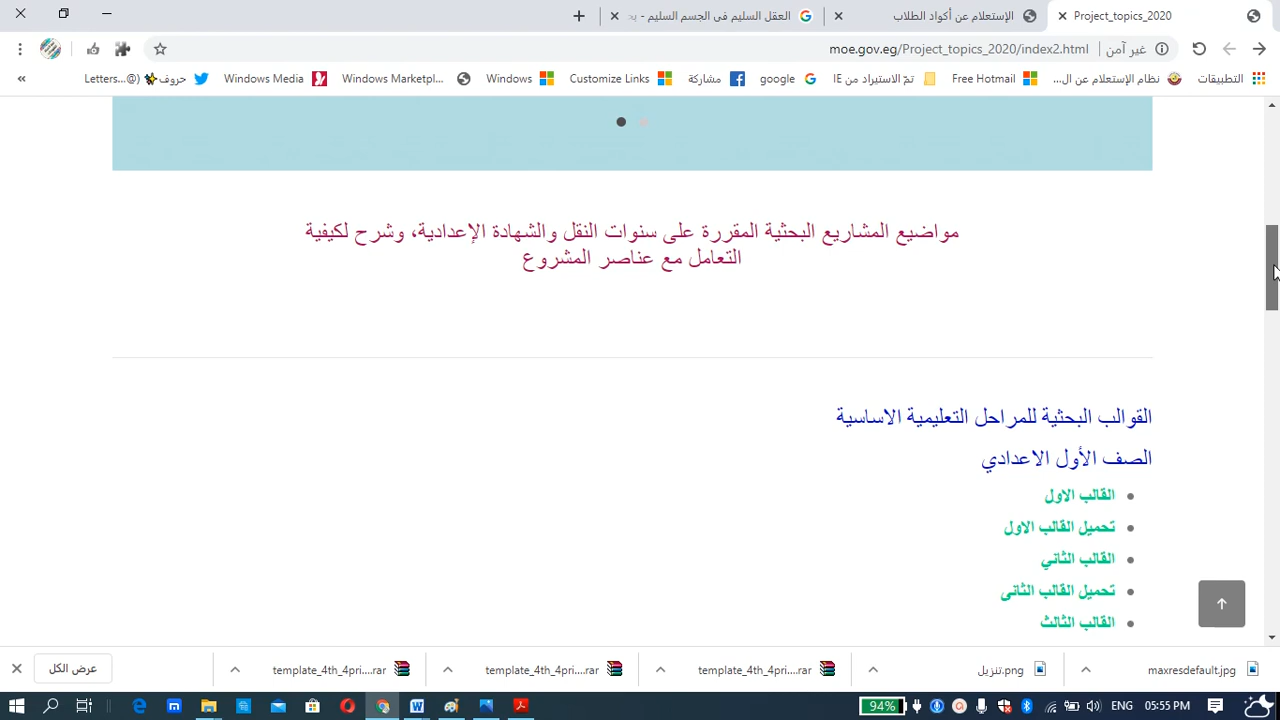 Project_topics_2020
الإستعلام عن أكواد الطلاب
العقل السليم فى الجسم السليم -
moe.gov.eg/Project_topics_2020/index2.html
غير آمن
التطبيقات
نظام الإستعلام عن ال...
Free Hotmail
تمّ الاستيراد من IE
google
مشاركة
Customize Links
Windows
Windows Marketpl...
Windows Media
حروف (@Letters...
»
مواضيع المشاريع البحثية المقررة على سنوات النقل والشهادة الإعدادية، وشرح لكيفية
التعامل مع عناصر المشروع
القوالب البحثية للمراحل التعليمية الاساسية
الصف الأول الاعدادي
القالب الاول
تحميل القالب الاول
القالب الثاني
تحميل القالب الثانى
القالب الثالث
maxresdefault.jpg
تنزيل.png
template_4th_4pri....rar
template_4th_4pri....rar
template_4th_4pri....rar
عرض الكل
94%
ENG
05:55 PM